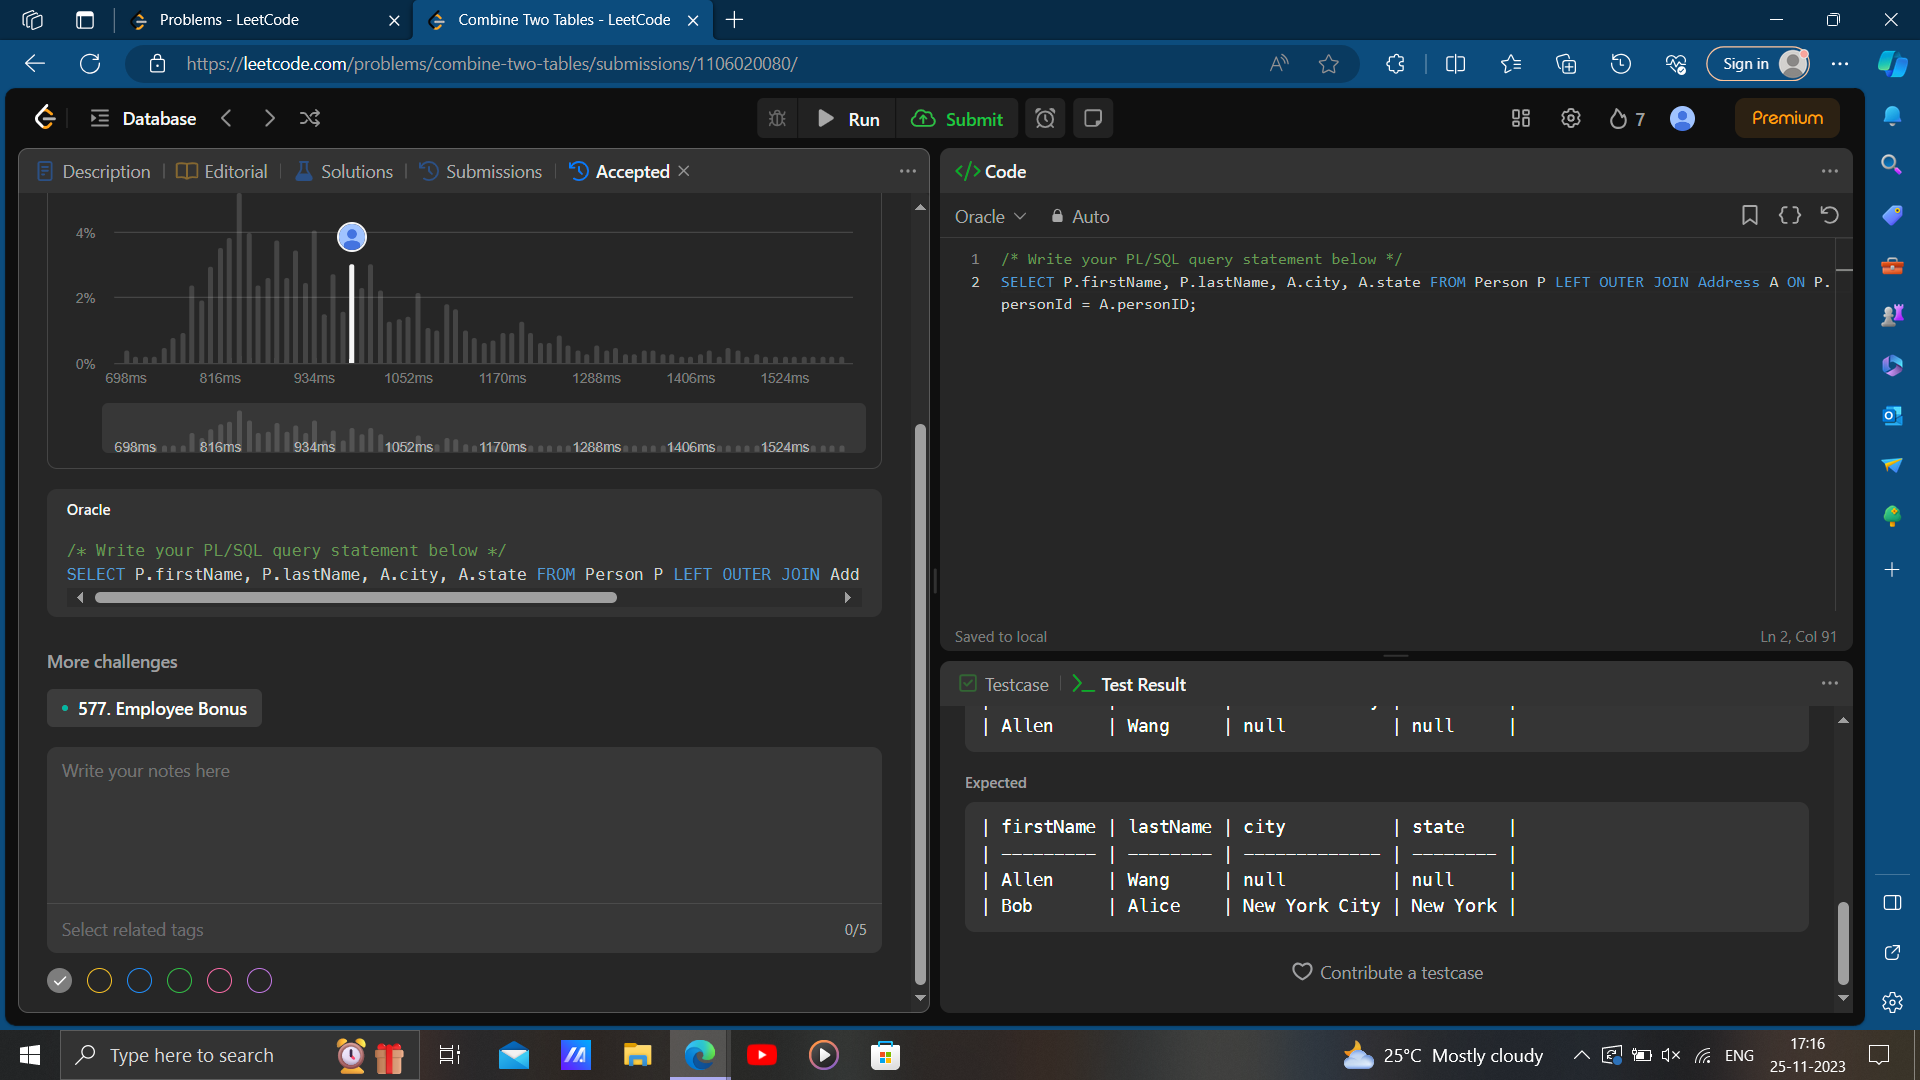 Problems - LeetCode
Combine Two Tables - LeetCode
https://leetcode.com/problems/combine-two-tables/submissions/1106020080/
Sign in
Database
Run
Submit
7
Premium
Description
Editorial
Solutions
Submissions
Accepted
4%
2%
0%
698ms 816ms 934ms 1052ms 1170ms 1288ms 1406ms 1524ms
698ms 816ms 934ms 1052ms 1170ms 1288ms 1406ms 1524ms
Oracle
/* Write your PL/SQL query statement below */
SELECT P.firstName, P.lastName, A.city, A.state FROM Person P LEFT OUTER JOIN Add
More challenges
577. Employee Bonus
Write your notes here
Select related tags
0/5
</> Code
Oracle
Auto
1 /* Write your PL/SQL query statement below */
2 SELECT P.firstName, P.lastName, A.city, A.state FROM Person P LEFT OUTER JOIN Address A ON P.
personId = A.personID;
Saved to local
Ln 2, Col 91
Testcase
Test Result
| Allen | Wang | null | null |
Expected
| firstName | lastName | city | state |
| --------- | -------- | ------------- | -------- |
| Allen | Wang | null | null |
| Bob | Alice | New York City | New York |
Contribute a testcase
Type here to search
25°C Mostly cloudy
ENG
17:16
25-11-2023